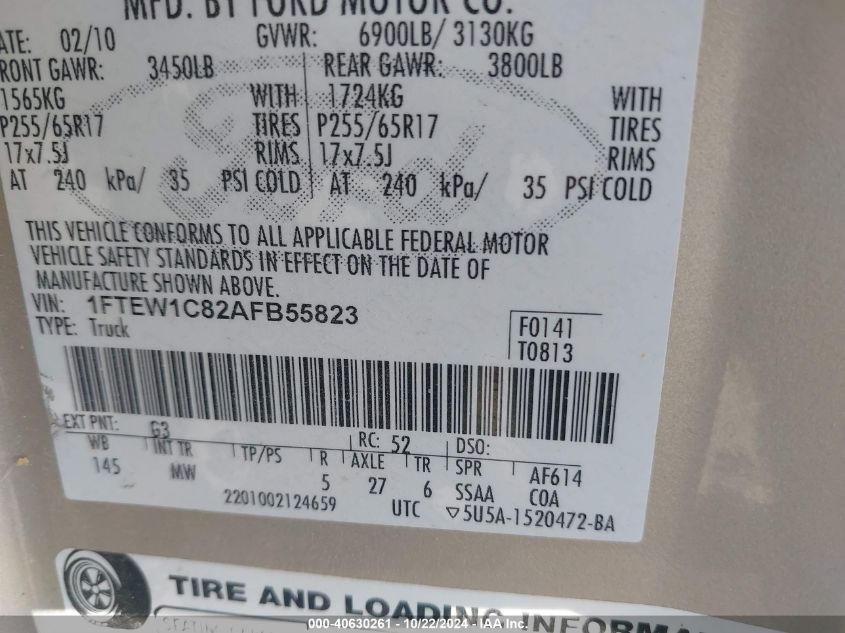 MFD. BY FORD MOTOR CO.
ATE: 02/10 GVWR: 6900LB/ 3130KG
RONT GAWR: 3450LB REAR GAWR: 3800LB
1565KG WITH 1724KG WITH
P255/65R17 TIRES P255/65R17 TIRES
17x7.5J RIMS 17x7.5J RIMS
AT 240 kPa/ 35 PSI COLD AT 240 kPa/ 35 PSI COLD
Ford
THIS VEHICLE CONFORMS TO ALL APPLICABLE FEDERAL MOTOR
VEHICLE SAFETY STANDARDS IN EFFECT ON THE DATE OF
MANUFACTURE SHOWN ABOVE.
VIN: 1FTEW1C82AFB55823
TYPE: Truck
F0141
T0813
EXT PNT: G3 RC: 52 DSO:
WB INT TR TP/PS R AXLE TR SPR AF614
145 MW 5 27 6 SSAA COA
2201002124659 UTC ▽5U5A-1520472-BA
TIRE AND LOADING INFORMA
000-40630261 - 10/22/2024 - IAA Inc.